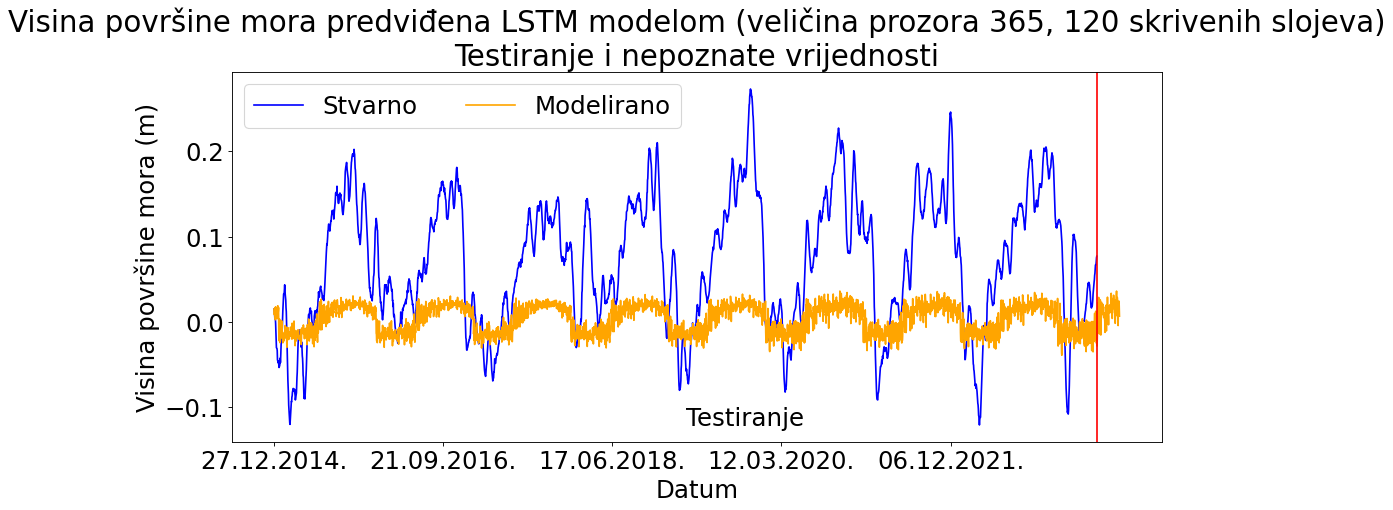 Visina površine mora predviđena LSTM modelom (veličina prozora 365, 120 skrivenih slojeva)
Testiranje i nepoznate vrijednosti
Stvarno Modelirano
Visina površine mora (m)
0.2
0.1
0.0
−0.1
Testiranje
27.12.2014. 21.09.2016. 17.06.2018. 12.03.2020. 06.12.2021.
Datum